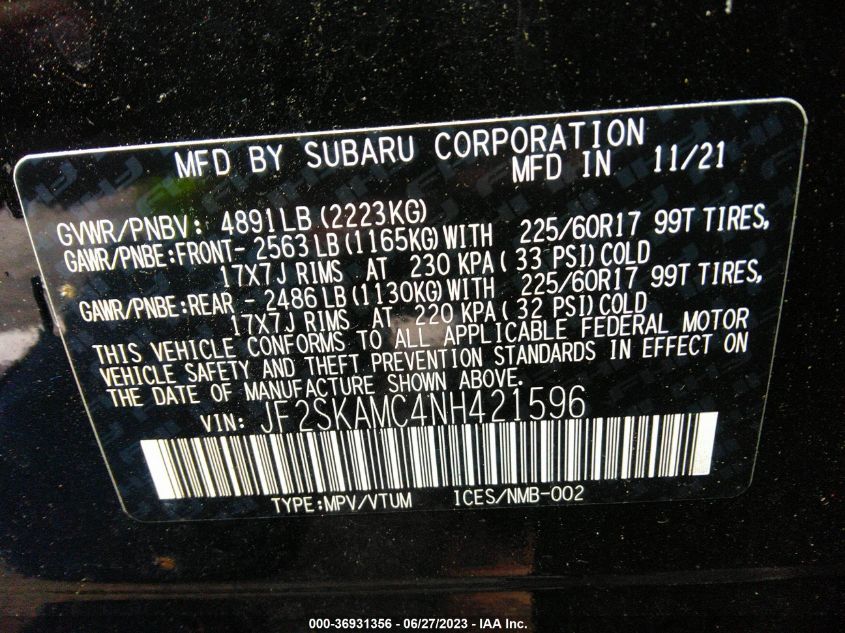 MFD BY SUBARU CORPORATION
MFD IN 11/21
GVWR/PNBV: 4891LB(2223KG)
GAWR/PNBE:FRONT- 2563LB(1165KG)WITH 225/60R17 99T TIRES,
17X7J RIMS AT 230 KPA( 33 PSI)COLD
GAWR/PNBE:REAR - 2486LB(1130KG)WITH 225/60R17 99T TIRES,
17X7J RIMS AT 220 KPA( 32 PSI)COLD
THIS VEHICLE CONFORMS TO ALL APPLICABLE FEDERAL MOTOR
VEHICLE SAFETY AND THEFT PREVENTION STANDARDS IN EFFECT ON
THE DATE OF MANUFACTURE SHOWN ABOVE.
VIN: JF2SKAMC4NH421596
TYPE:MPV/VTUM ICES/NMB-002
000-36931356 - 06/27/2023 - IAA Inc.